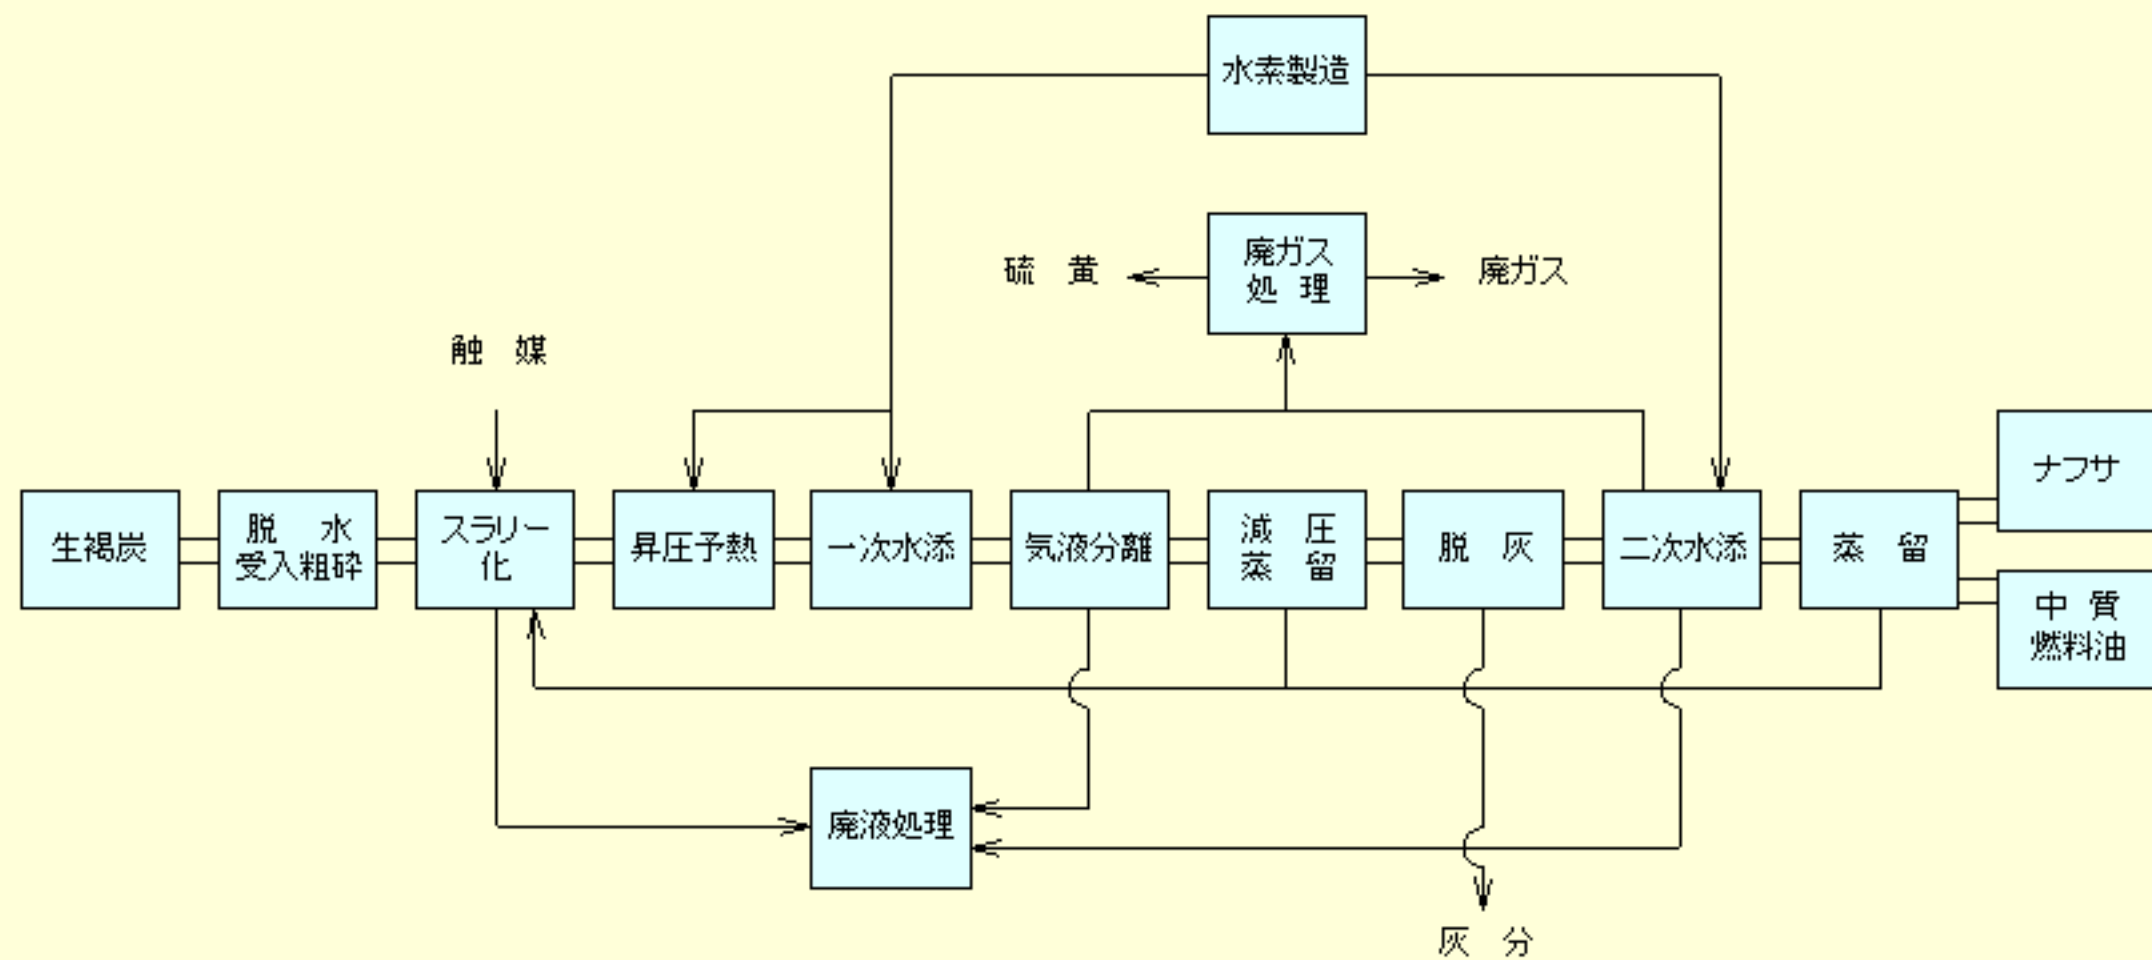 水素製造
廃ガス
処 理
硫 黄
廃ガス
触 媒
生褐炭
脱 水
受入粗砕
スラリー
化
昇圧予熱
一次水添
気液分離
減 圧
蒸 留
脱 灰
二次水添
蒸 留
ナフサ
中 質
燃料油
廃液処理
灰 分